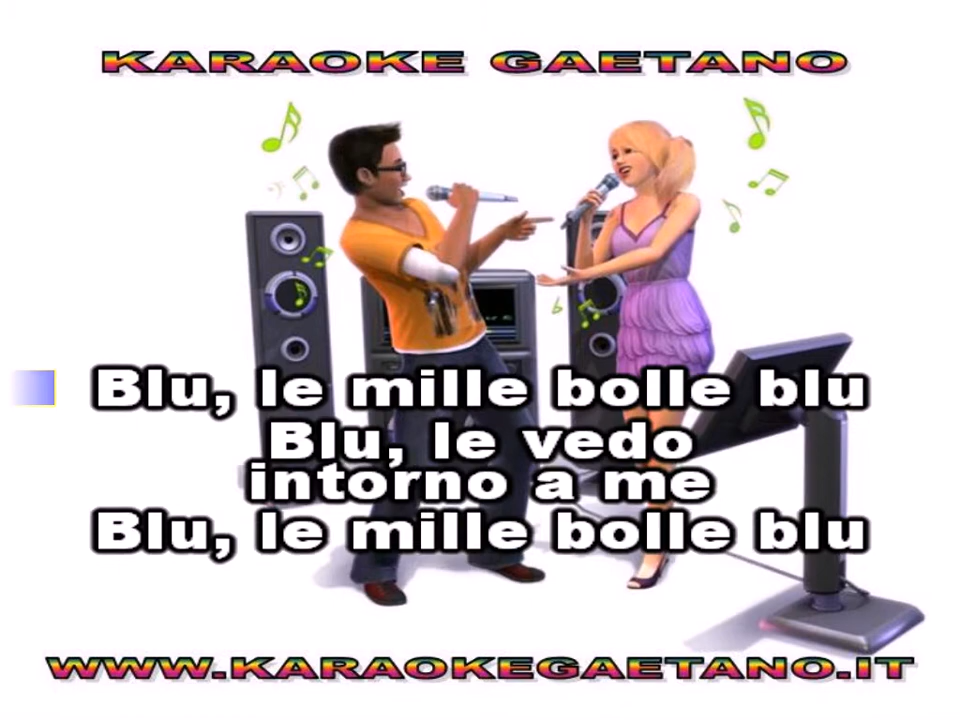 KARAOKE GAETANO
Blu, le mille bolle blu
Blu, le vedo
intorno a me
Blu, le mille bolle blu
WWW.KARAOKEGAETANO.IT